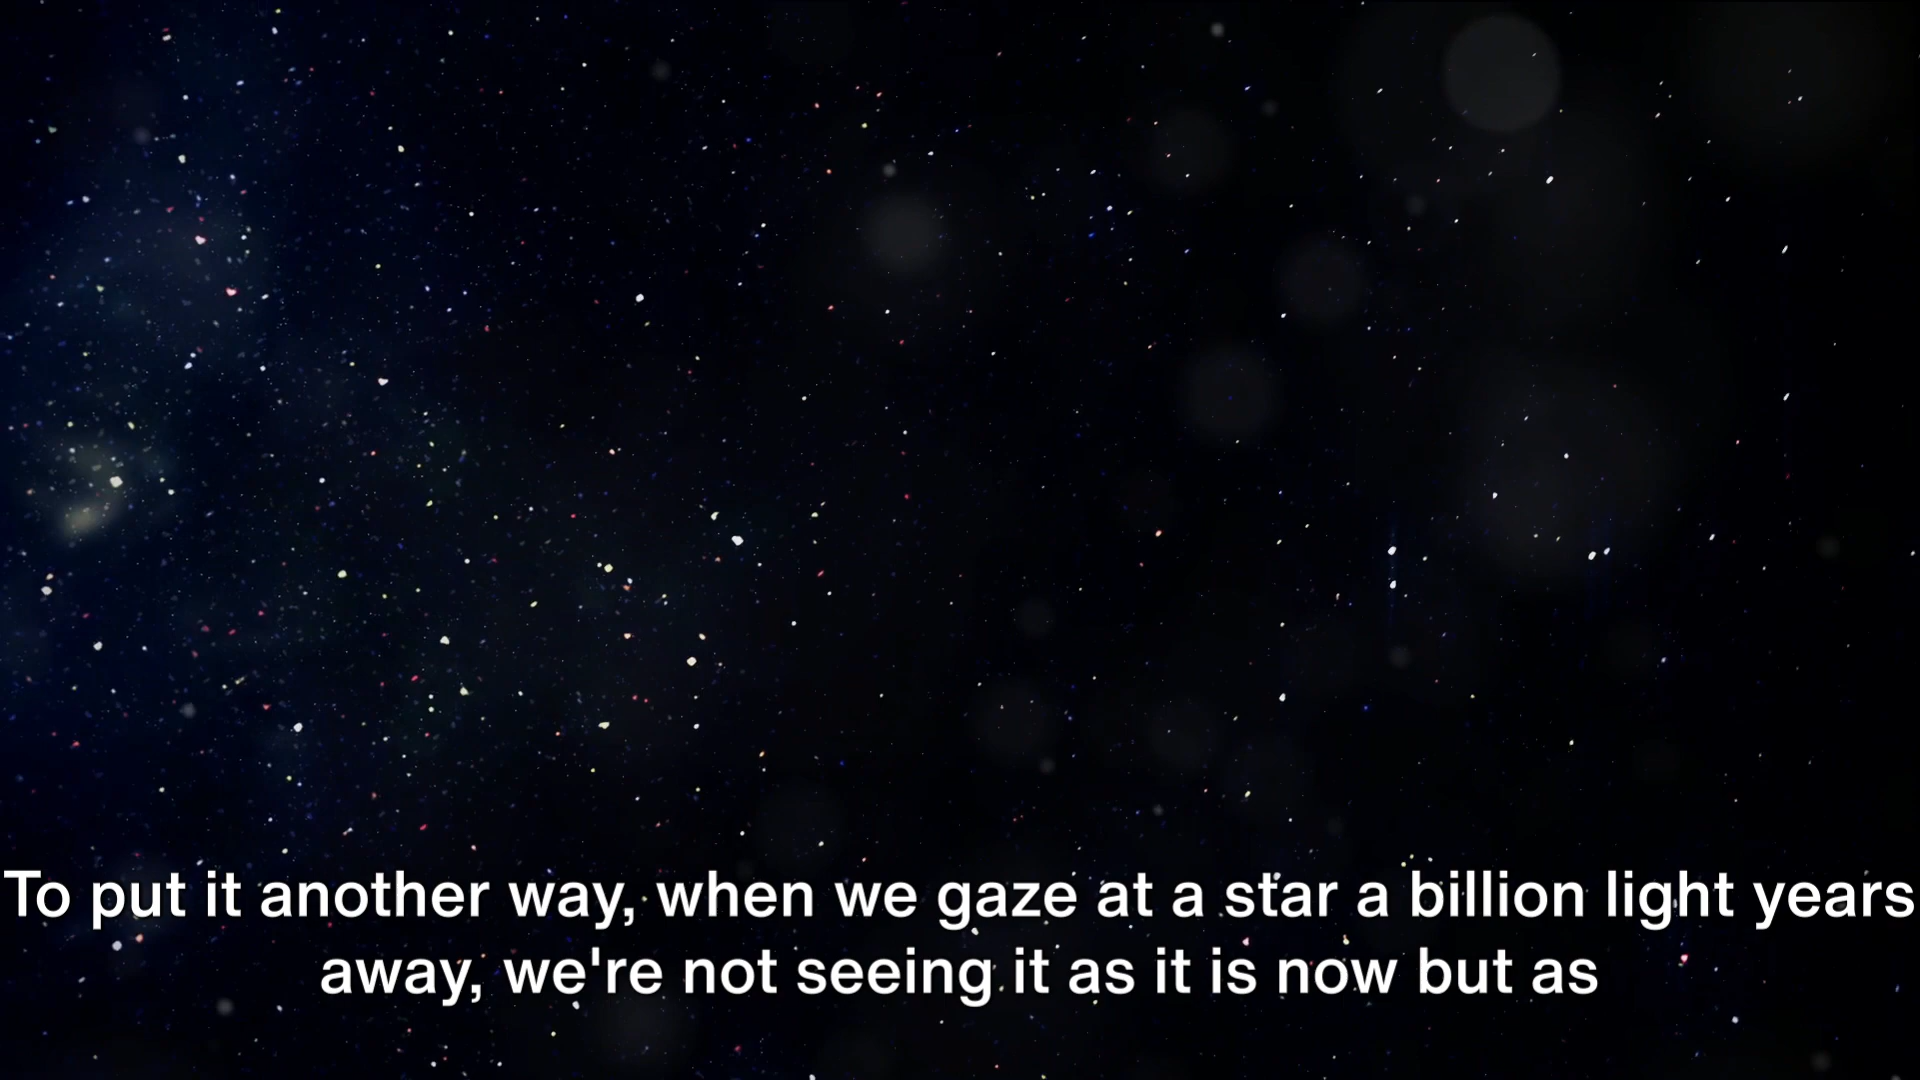 To put it another way, when we gaze at a star a billion light years
away, we're not seeing it as it is now but as